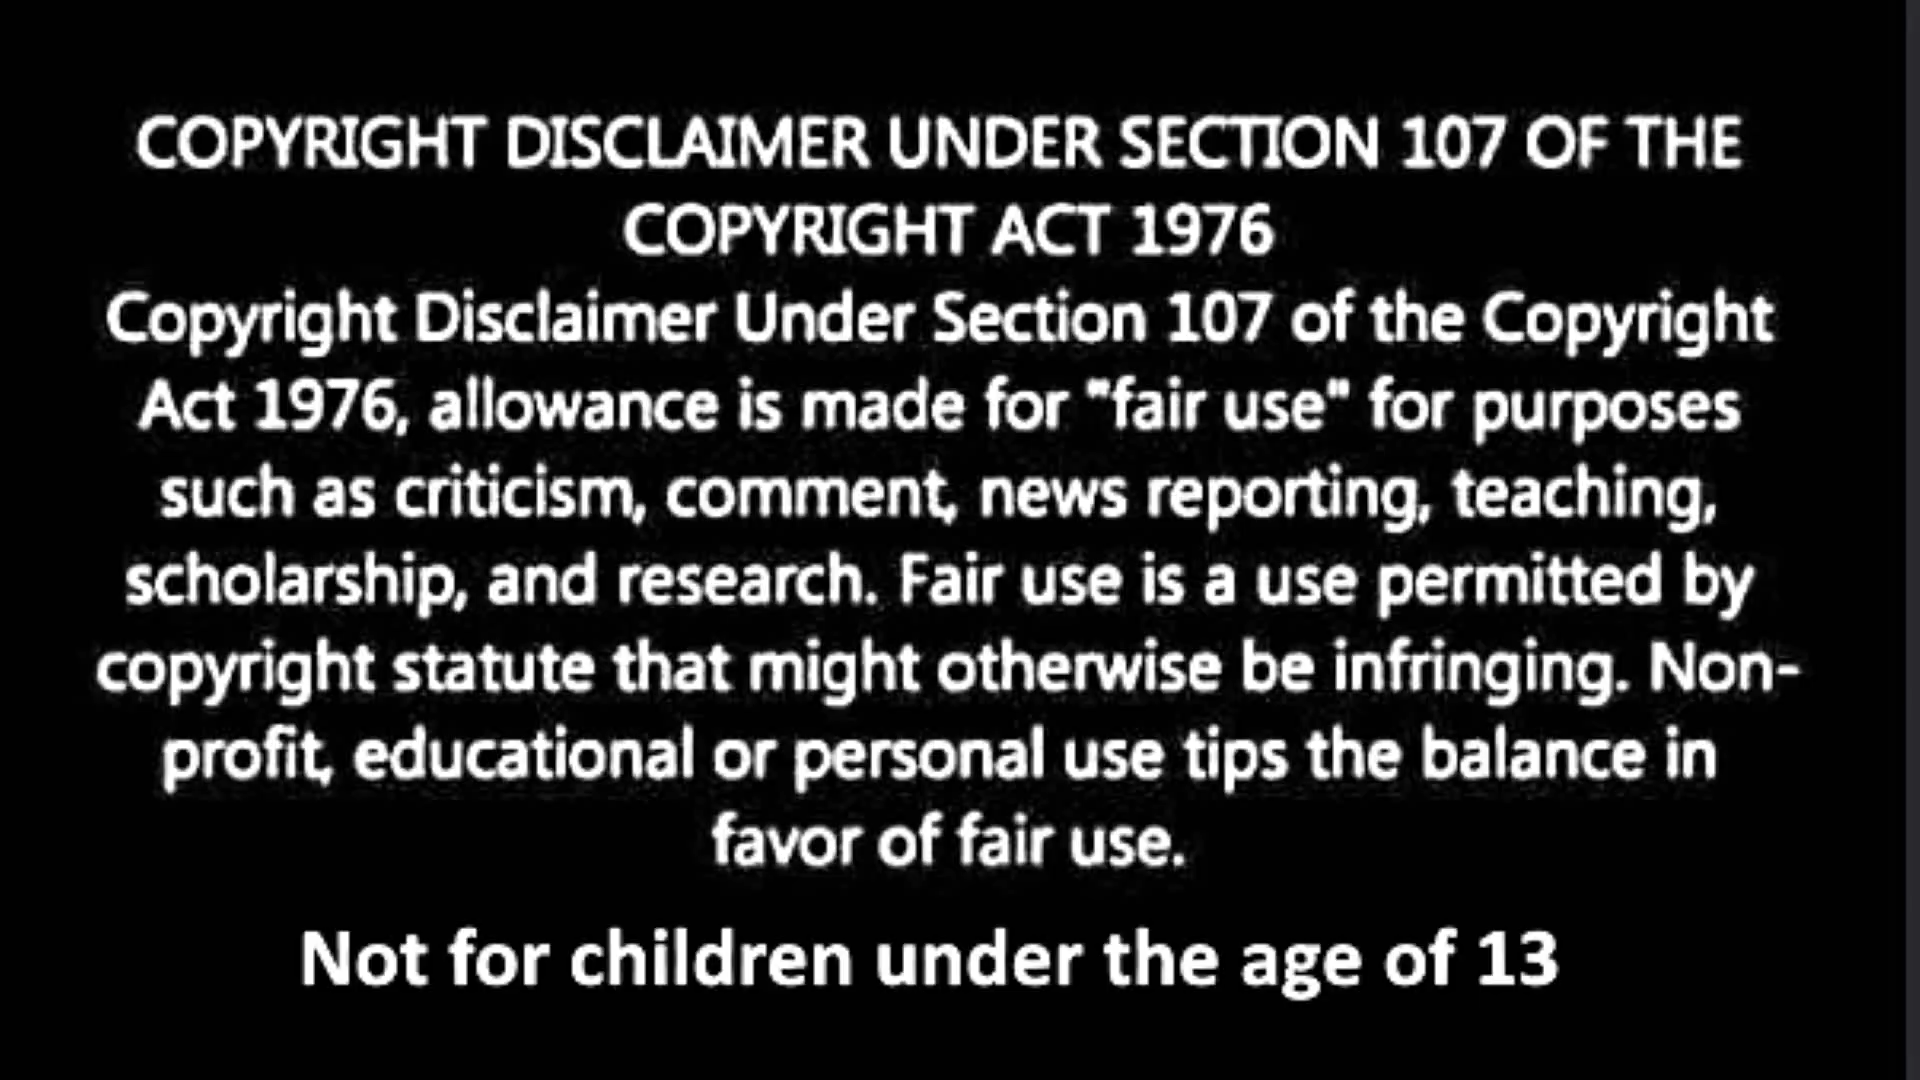 COPYRIGHT DISCLAIMER UNDER SECTION 107 OF THE
COPYRIGHT ACT 1976
Copyright Disclaimer Under Section 107 of the Copyright
Act 1976, allowance is made for "fair use" for purposes
such as criticism, comment, news reporting, teaching,
scholarship, and research. Fair use is a use permitted by
copyright statute that might otherwise be infringing. Non-
profit, educational or personal use tips the balance in
favor of fair use.
Not for children under the age of 13